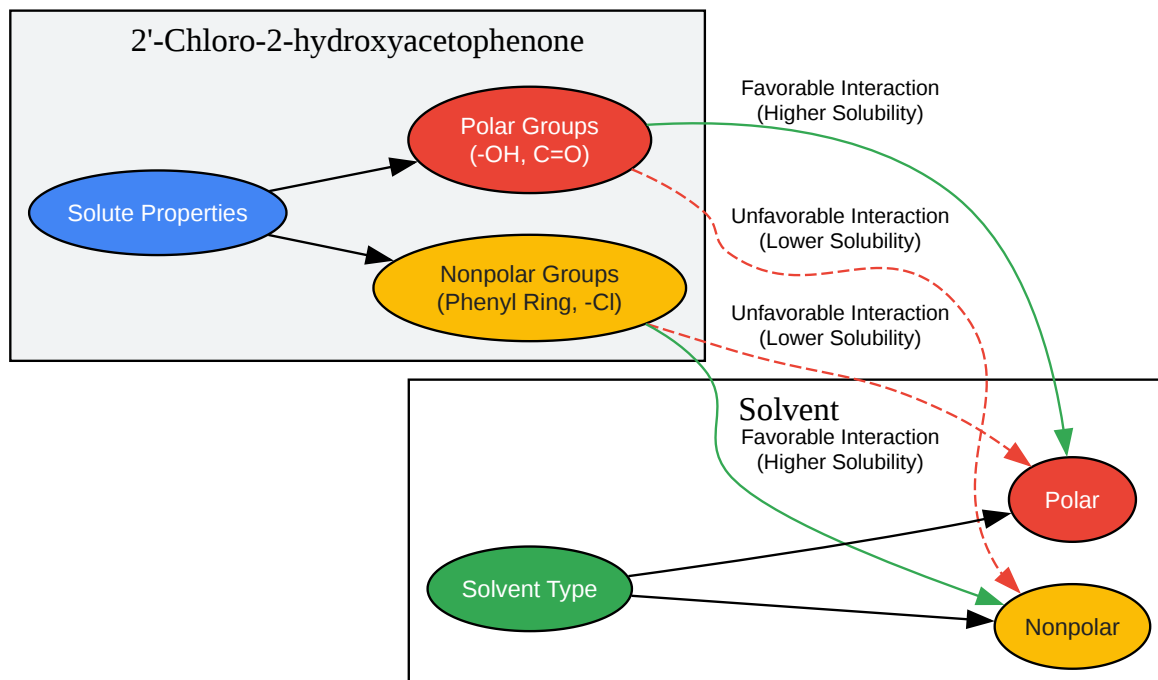 2'-Chloro-2-hydroxyacetophenone
Solute Properties
Polar Groups
(-OH, C=O)
Nonpolar Groups
(Phenyl Ring, -Cl)
Favorable Interaction
(Higher Solubility)
Unfavorable Interaction
(Lower Solubility)
Unfavorable Interaction
(Lower Solubility)
Solvent
Favorable Interaction
(Higher Solubility)
Polar
Solvent Type
Nonpolar